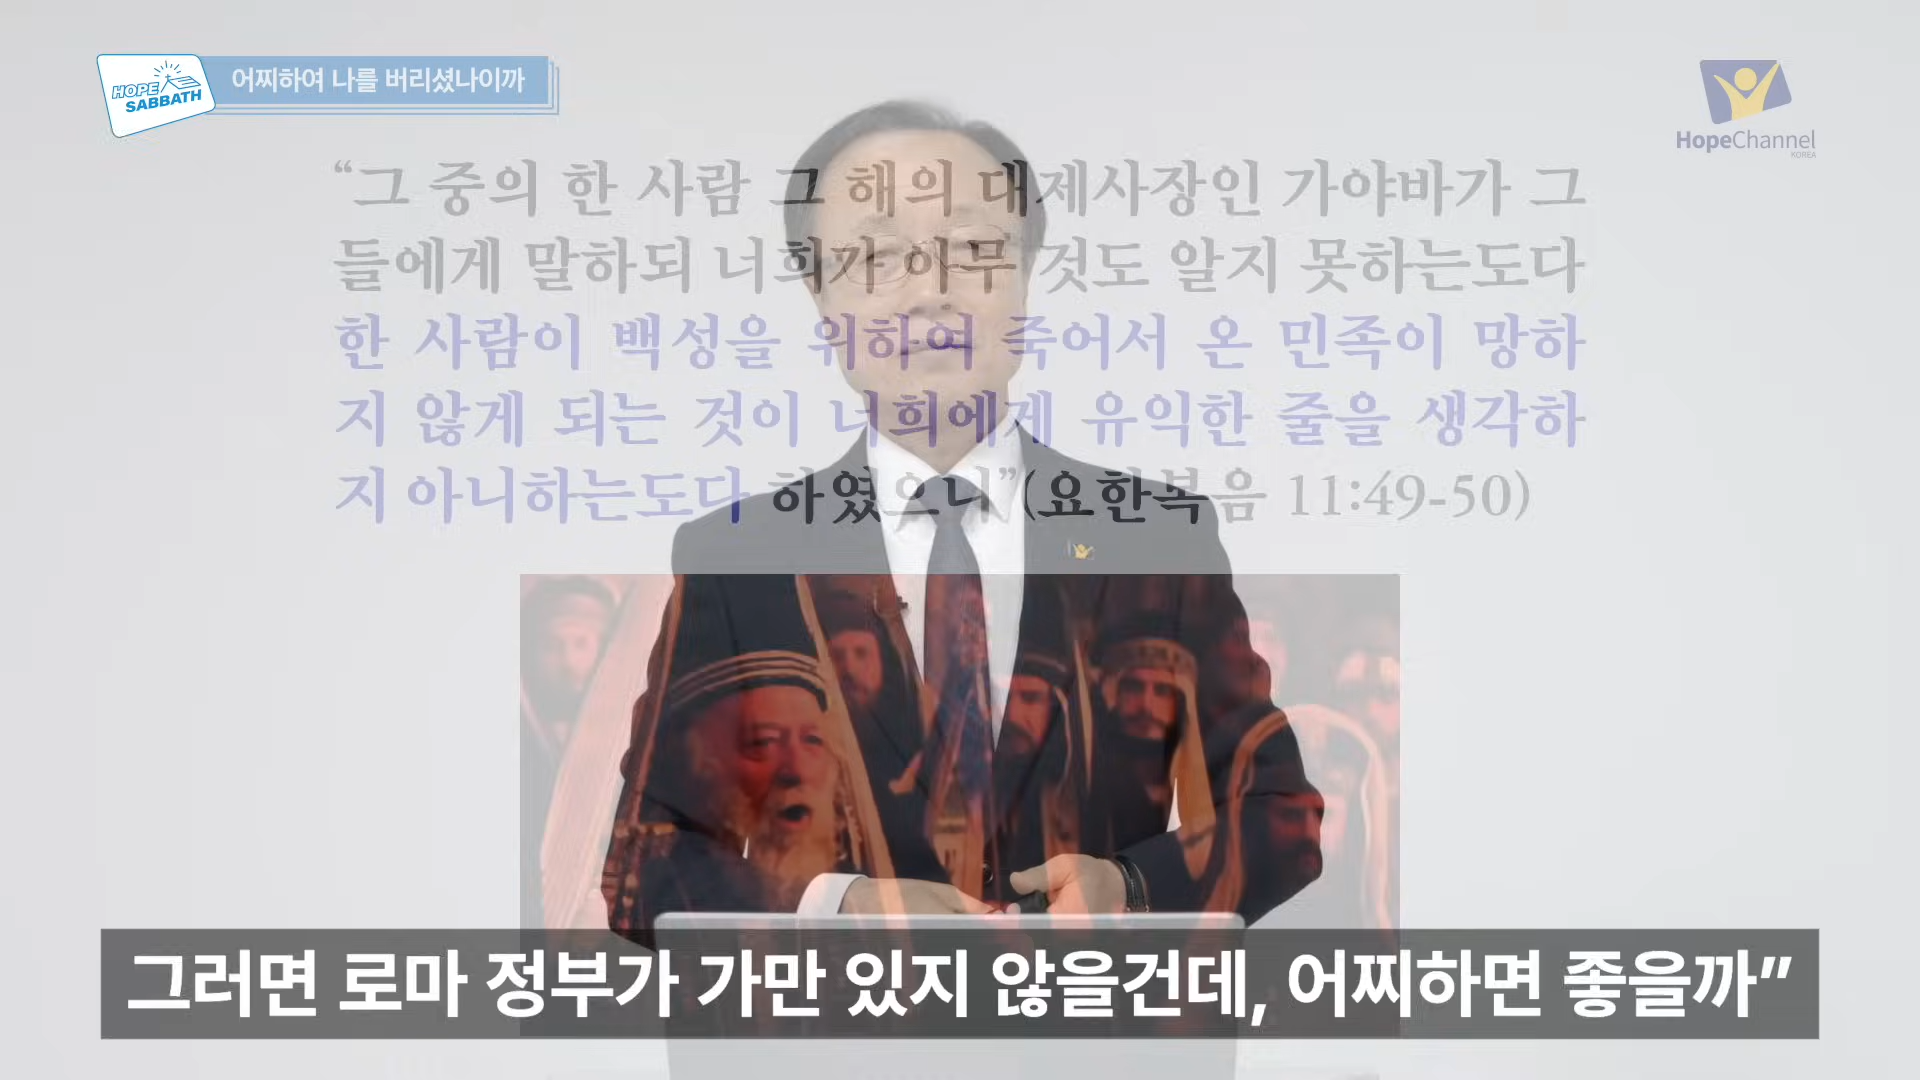 HOPE
SABBATH
어찌하여 나를 버리셨나이까
HopeChannel
KOREA
“그 중의 한 사람 그 해의 대제사장인 가야바가 그
들에게 말하되 너희가 아무 것도 알지 못하는도다
한 사람이 백성을 위하여 죽어서 온 민족이 망하
지 않게 되는 것이 너희에게 유익한 줄을 생각하
지 아니하는도다 하였으니”(요한복음 11:49-50)
그러면 로마 정부가 가만 있지 않을건데, 어찌하면 좋을까”